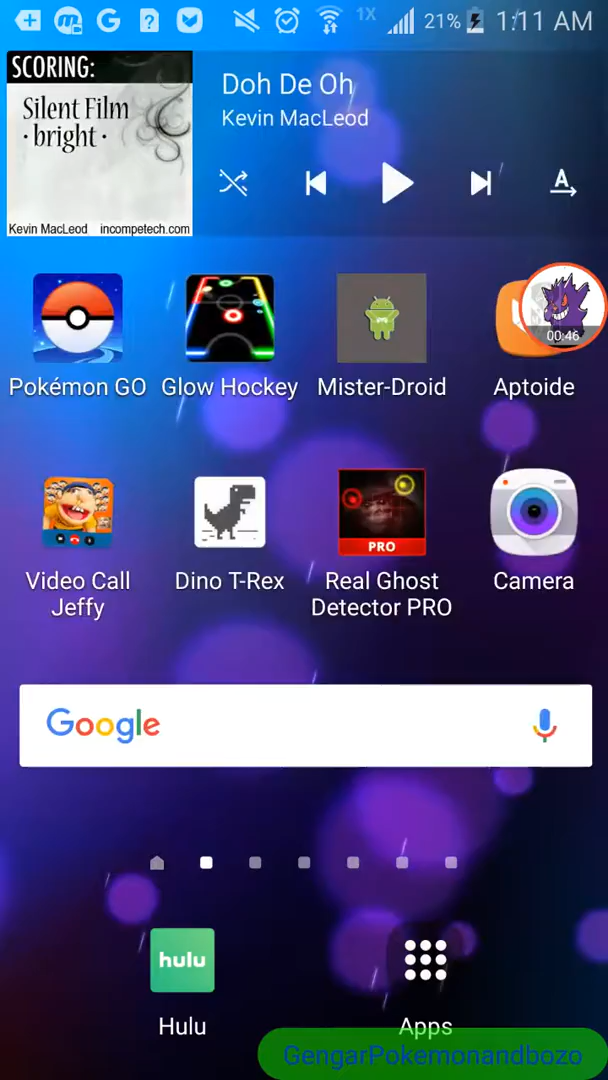 1X 21% 1:11 AM
SCORING:
Silent Film
· bright ·
Kevin MacLeod incompetech.com
Doh De Oh
Kevin MacLeod
A
00:46
Pokémon GO Glow Hockey Mister-Droid Aptoide
PRO
Video Call
Jeffy
Dino T-Rex
Real Ghost
Detector PRO
Camera
Google
hulu
Hulu
Apps
GengarPokemonandbozo